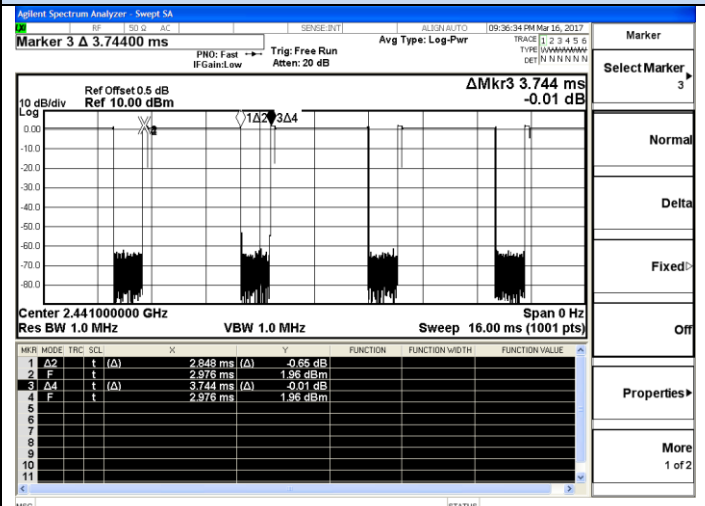 Agilent Spectrum Analyzer - Swept SA
RF 50 Ω AC SENSE:INT ALIGN AUTO 09:36:34 PM Mar 16, 2017
Marker 3 Δ 3.74400 ms
PNO: Fast
IFGain:Low
Trig: Free Run
Atten: 20 dB
Avg Type: Log-Pwr
TRACE 1 2 3 4 5 6
TYPE WWWWWW
DET N N N N N N
Ref Offset 0.5 dB
10 dB/div Ref 10.00 dBm
ΔMkr3 3.744 ms
-0.01 dB
Log
1Δ2 3Δ4
0.00
-10.0
-20.0
-30.0
-40.0
-50.0
-60.0
-70.0
-80.0
Center 2.441000000 GHz Span 0 Hz
Res BW 1.0 MHz VBW 1.0 MHz Sweep 16.00 ms (1001 pts)
MKR MODE TRC SCL X Y FUNCTION FUNCTION WIDTH FUNCTION VALUE
1 Δ2 t (Δ) 2.848 ms (Δ) -0.65 dB
2 F t 2.976 ms 1.96 dBm
3 Δ4 t (Δ) 3.744 ms (Δ) -0.01 dB
4 F t 2.976 ms 1.96 dBm
5
6
7
8
9
10
11
MSG STATUS
Marker
Select Marker
3
Normal
Delta
Fixed
Off
Properties
More
1 of 2